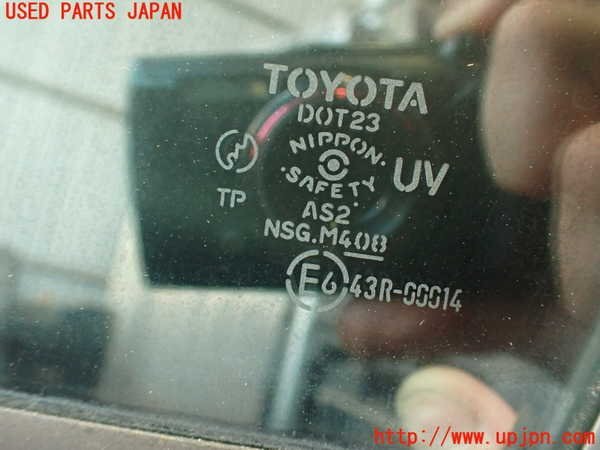 USED PARTS JAPAN
TOYOTA
DOT23
NIPPON
SAFETY
UV
TP
AS2
NSG.M408
E6 43R-00014
http://www.upjpn.com